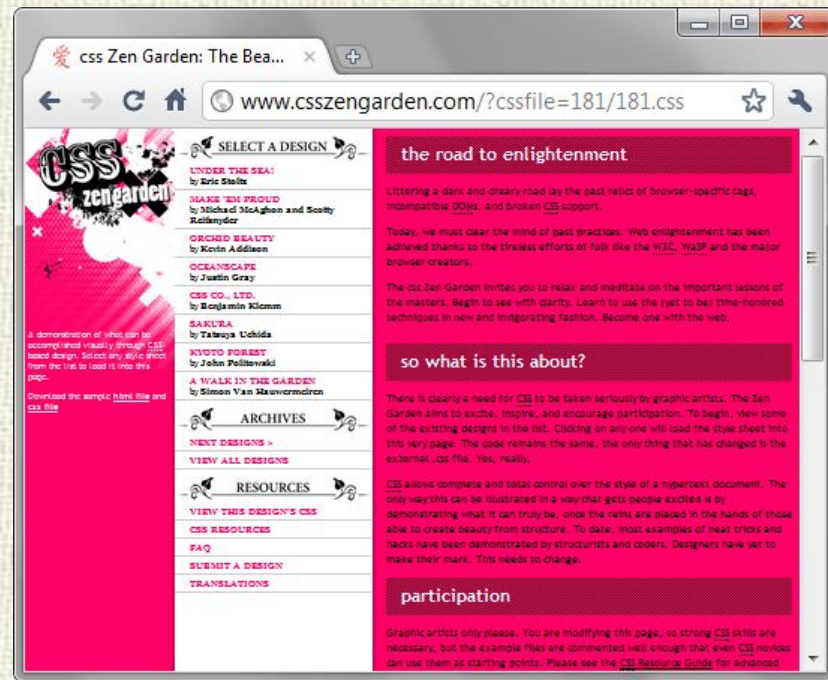 愛 css Zen Garden: The Bea...
www.csszengarden.com/?cssfile=181/181.css
CSS
zengarden
A demonstration of what can be
accomplished visually through CSS-
based design. Select any style sheet
from the list to load it into this
page.
Download the sample html file and
css file
SELECT A DESIGN
UNDER THE SEA!
by Eric Stoltz
MAKE 'EM PROUD
by Michael McAghon and Scotty
Reifsnyder
ORCHID BEAUTY
by Kevin Addison
OCEANSCAPE
by Justin Gray
CSS CO., LTD.
by Benjamin Klemm
SAKURA
by Tatsuya Uchida
KYOTO FOREST
by John Politowski
A WALK IN THE GARDEN
by Simon Van Hauwermeiren
ARCHIVES
NEXT DESIGNS »
VIEW ALL DESIGNS
RESOURCES
VIEW THIS DESIGN'S CSS
CSS RESOURCES
FAQ
SUBMIT A DESIGN
TRANSLATIONS
the road to enlightenment
Littering a dark and dreary road lay the past relics of browser-specific tags,
incompatible DOMs, and broken CSS support.
Today, we must clear the mind of past practices. Web enlightenment has been
achieved thanks to the tireless efforts of folk like the W3C, WaSP and the major
browser creators.
The css Zen Garden invites you to relax and meditate on the important lessons of
the masters. Begin to see with clarity. Learn to use the (yet to be) time-honored
techniques in new and invigorating fashion. Become one with the web.
so what is this about?
There is clearly a need for CSS to be taken seriously by graphic artists. The Zen
Garden aims to excite, inspire, and encourage participation. To begin, view some
of the existing designs in the list. Clicking on any one will load the style sheet into
this very page. The code remains the same, the only thing that has changed is the
external .css file. Yes, really.
CSS allows complete and total control over the style of a hypertext document. The
only way this can be illustrated in a way that gets people excited is by
demonstrating what it can truly be, once the reins are placed in the hands of those
able to create beauty from structure. To date, most examples of neat tricks and
hacks have been demonstrated by structurists and coders. Designers have yet to
make their mark. This needs to change.
participation
Graphic artists only please. You are modifying this page, so strong CSS skills are
necessary, but the example files are commented well enough that even CSS novices
can use them as starting points. Please see the CSS Resource Guide for advanced